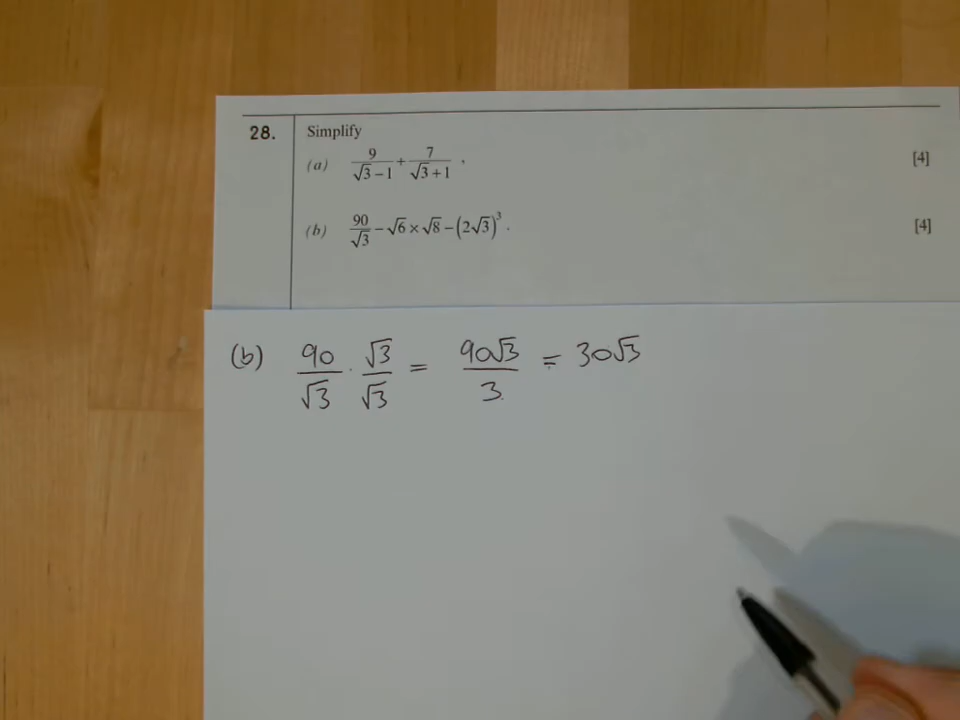 28. Simplify
(a) 9/(√3−1) + 7/(√3+1) . [4]
(b) 90/√3 − √6 × √8 − (2√3)³ . [4]
(b) 90/√3 · √3/√3 = 90√3/3 = 30√3